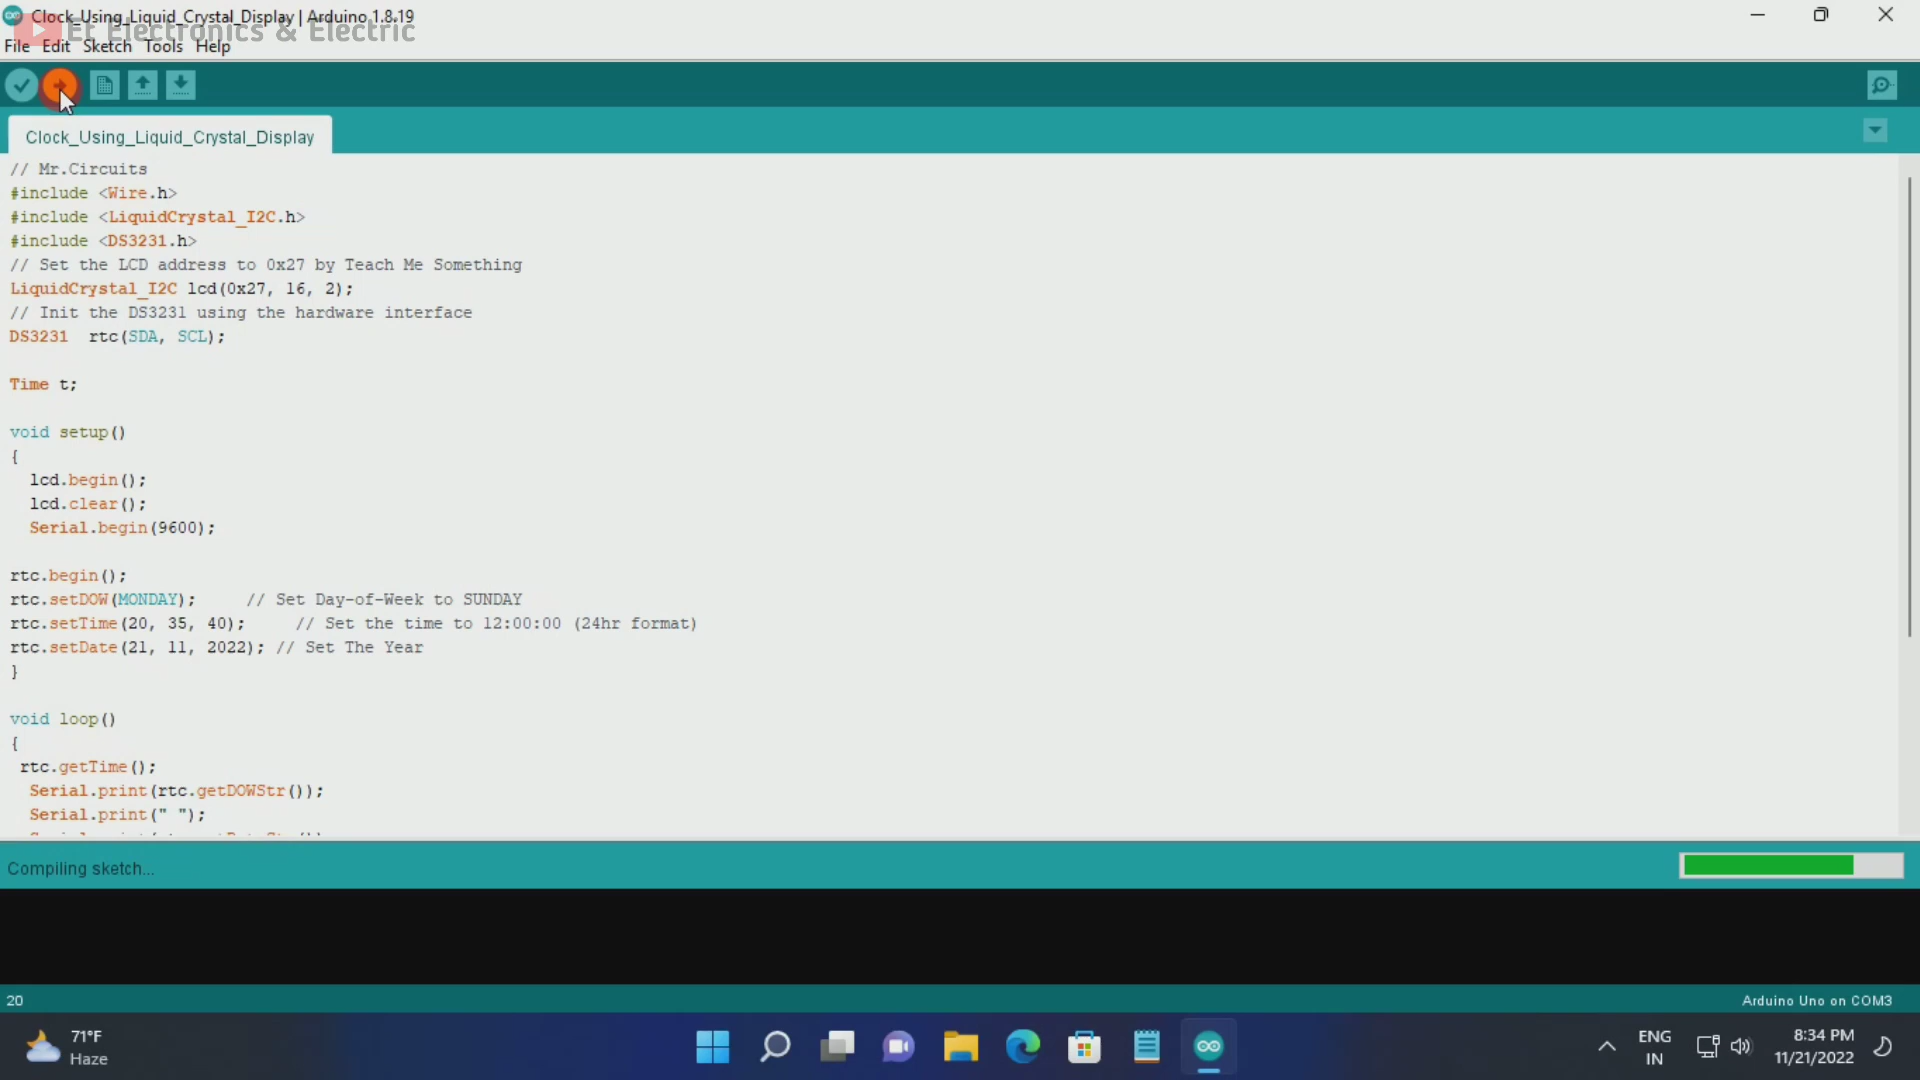 Clock_Using_Liquid_Crystal_Display | Arduino 1.8.19
Et Electronics & Electric
File Edit Sketch Tools Help
Clock_Using_Liquid_Crystal_Display
// Mr.Circuits
#include <Wire.h>
#include <LiquidCrystal_I2C.h>
#include <DS3231.h>
// Set the LCD address to 0x27 by Teach Me Something
LiquidCrystal_I2C lcd(0x27, 16, 2);
// Init the DS3231 using the hardware interface
DS3231  rtc(SDA, SCL);
Time t;
void setup()
{
lcd.begin();
lcd.clear();
Serial.begin(9600);
rtc.begin();
rtc.setDOW(MONDAY);     // Set Day-of-Week to SUNDAY
rtc.setTime(20, 35, 40);     // Set the time to 12:00:00 (24hr format)
rtc.setDate(21, 11, 2022); // Set The Year
}
void loop()
{
rtc.getTime();
Serial.print(rtc.getDOWStr());
Serial.print(" ");
Compiling sketch...
20
Arduino Uno on COM3
71°F
Haze
ENG
IN
8:34 PM
11/21/2022